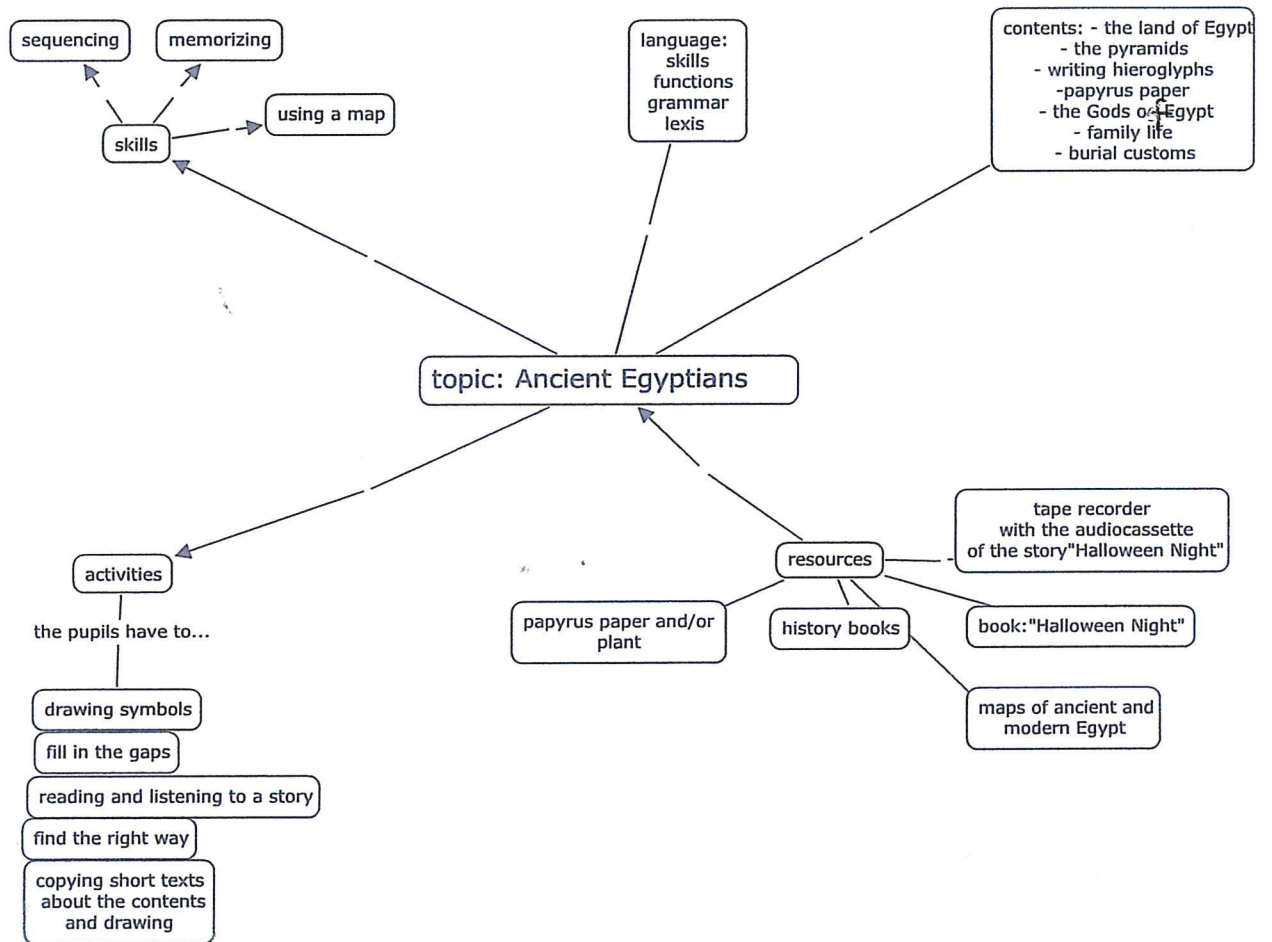 sequencing
memorizing
using a map
skills
language:
skills
functions
grammar
lexis
contents: - the land of Egypt
- the pyramids
- writing hieroglyphs
-papyrus paper
- the Gods of Egypt
- family life
- burial customs
topic: Ancient Egyptians
activities
the pupils have to...
drawing symbols
fill in the gaps
reading and listening to a story
find the right way
copying short texts
about the contents
and drawing
resources
tape recorder
with the audiocassette
of the story"Halloween Night"
papyrus paper and/or
plant
history books
book:"Halloween Night"
maps of ancient and
modern Egypt